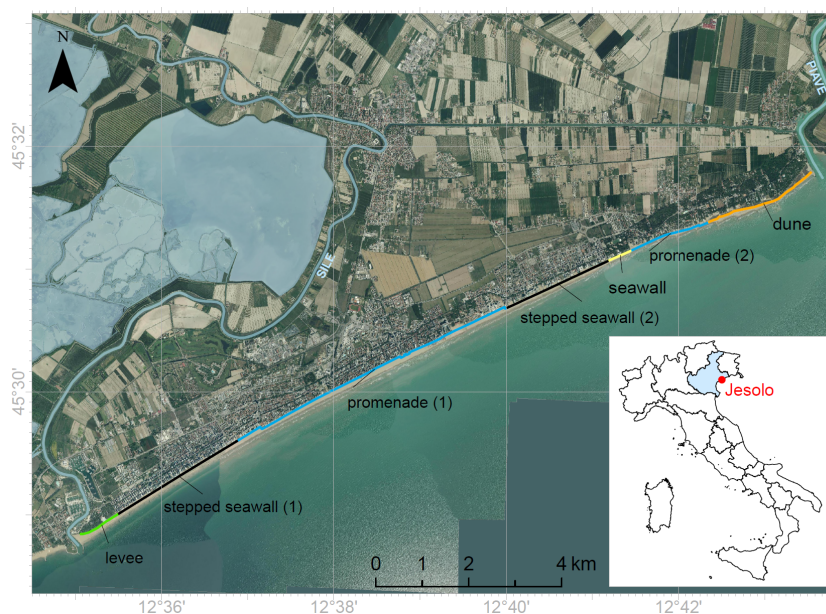 N
PIAVE
45°32'
SILE
dune
promenade (2)
seawall
stepped seawall (2)
45°30'
promenade (1)
Jesolo
stepped seawall (1)
levee
0 1 2 4 km
12°36' 12°38' 12°40' 12°42'